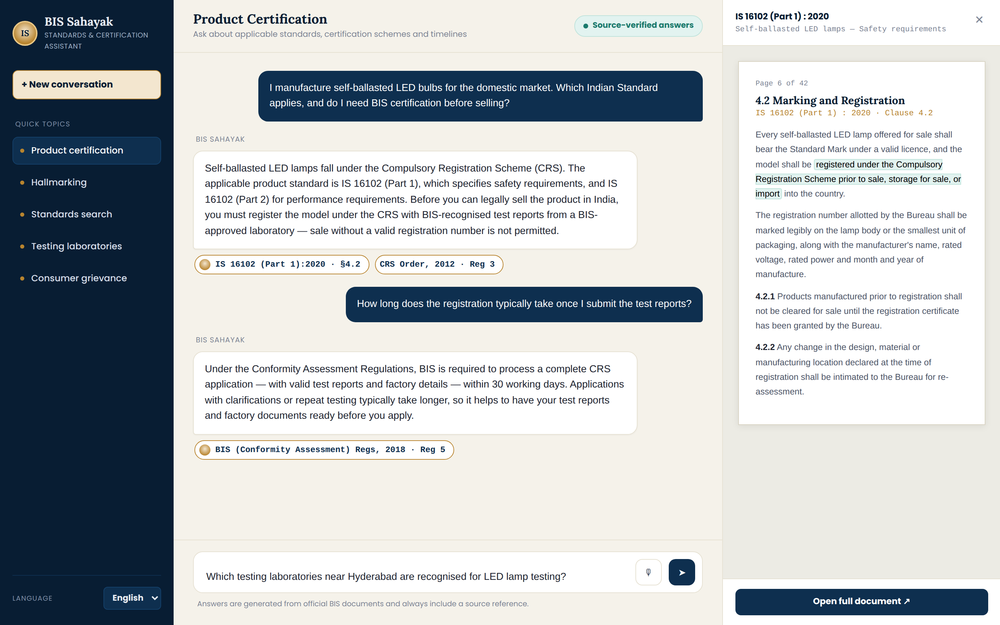 IS
BIS Sahayak
STANDARDS & CERTIFICATION
ASSISTANT
+ New conversation
QUICK TOPICS
Product certification
Hallmarking
Standards search
Testing laboratories
Consumer grievance
LANGUAGE
English
Product Certification
Ask about applicable standards, certification schemes and timelines
Source-verified answers
I manufacture self-ballasted LED bulbs for the domestic market. Which Indian Standard
applies, and do I need BIS certification before selling?
BIS SAHAYAK
Self-ballasted LED lamps fall under the Compulsory Registration Scheme (CRS). The
applicable product standard is IS 16102 (Part 1), which specifies safety requirements, and IS
16102 (Part 2) for performance requirements. Before you can legally sell the product in India,
you must register the model under the CRS with BIS-recognised test reports from a BIS-
approved laboratory — sale without a valid registration number is not permitted.
IS 16102 (Part 1):2020 · §4.2
CRS Order, 2012 · Reg 3
How long does the registration typically take once I submit the test reports?
BIS SAHAYAK
Under the Conformity Assessment Regulations, BIS is required to process a complete CRS
application — with valid test reports and factory details — within 30 working days. Applications
with clarifications or repeat testing typically take longer, so it helps to have your test reports
and factory documents ready before you apply.
BIS (Conformity Assessment) Regs, 2018 · Reg 5
Which testing laboratories near Hyderabad are recognised for LED lamp testing?
Answers are generated from official BIS documents and always include a source reference.
IS 16102 (Part 1) : 2020
Self-ballasted LED lamps — Safety requirements
Page 6 of 42
4.2 Marking and Registration
IS 16102 (Part 1) : 2020 · Clause 4.2
Every self-ballasted LED lamp offered for sale shall
bear the Standard Mark under a valid licence, and the
model shall be registered under the Compulsory
Registration Scheme prior to sale, storage for sale, or
import into the country.
The registration number allotted by the Bureau shall be
marked legibly on the lamp body or the smallest unit of
packaging, along with the manufacturer's name, rated
voltage, rated power and month and year of
manufacture.
4.2.1 Products manufactured prior to registration shall
not be cleared for sale until the registration certificate
has been granted by the Bureau.
4.2.2 Any change in the design, material or
manufacturing location declared at the time of
registration shall be intimated to the Bureau for re-
assessment.
Open full document ↗